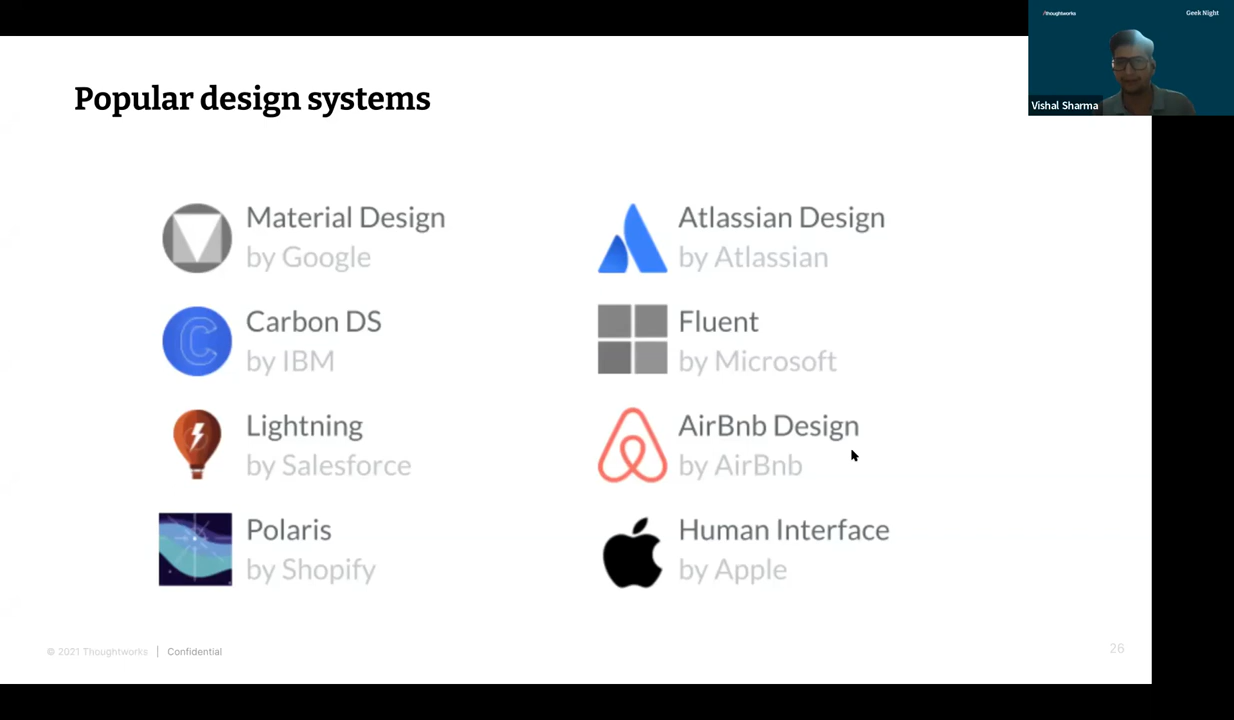 /thoughtworks
Geek Night
Vishal Sharma
Popular design systems
Material Design
by Google
Carbon DS
by IBM
Lightning
by Salesforce
Polaris
by Shopify
Atlassian Design
by Atlassian
Fluent
by Microsoft
AirBnb Design
by AirBnb
Human Interface
by Apple
© 2021 Thoughtworks | Confidential
26